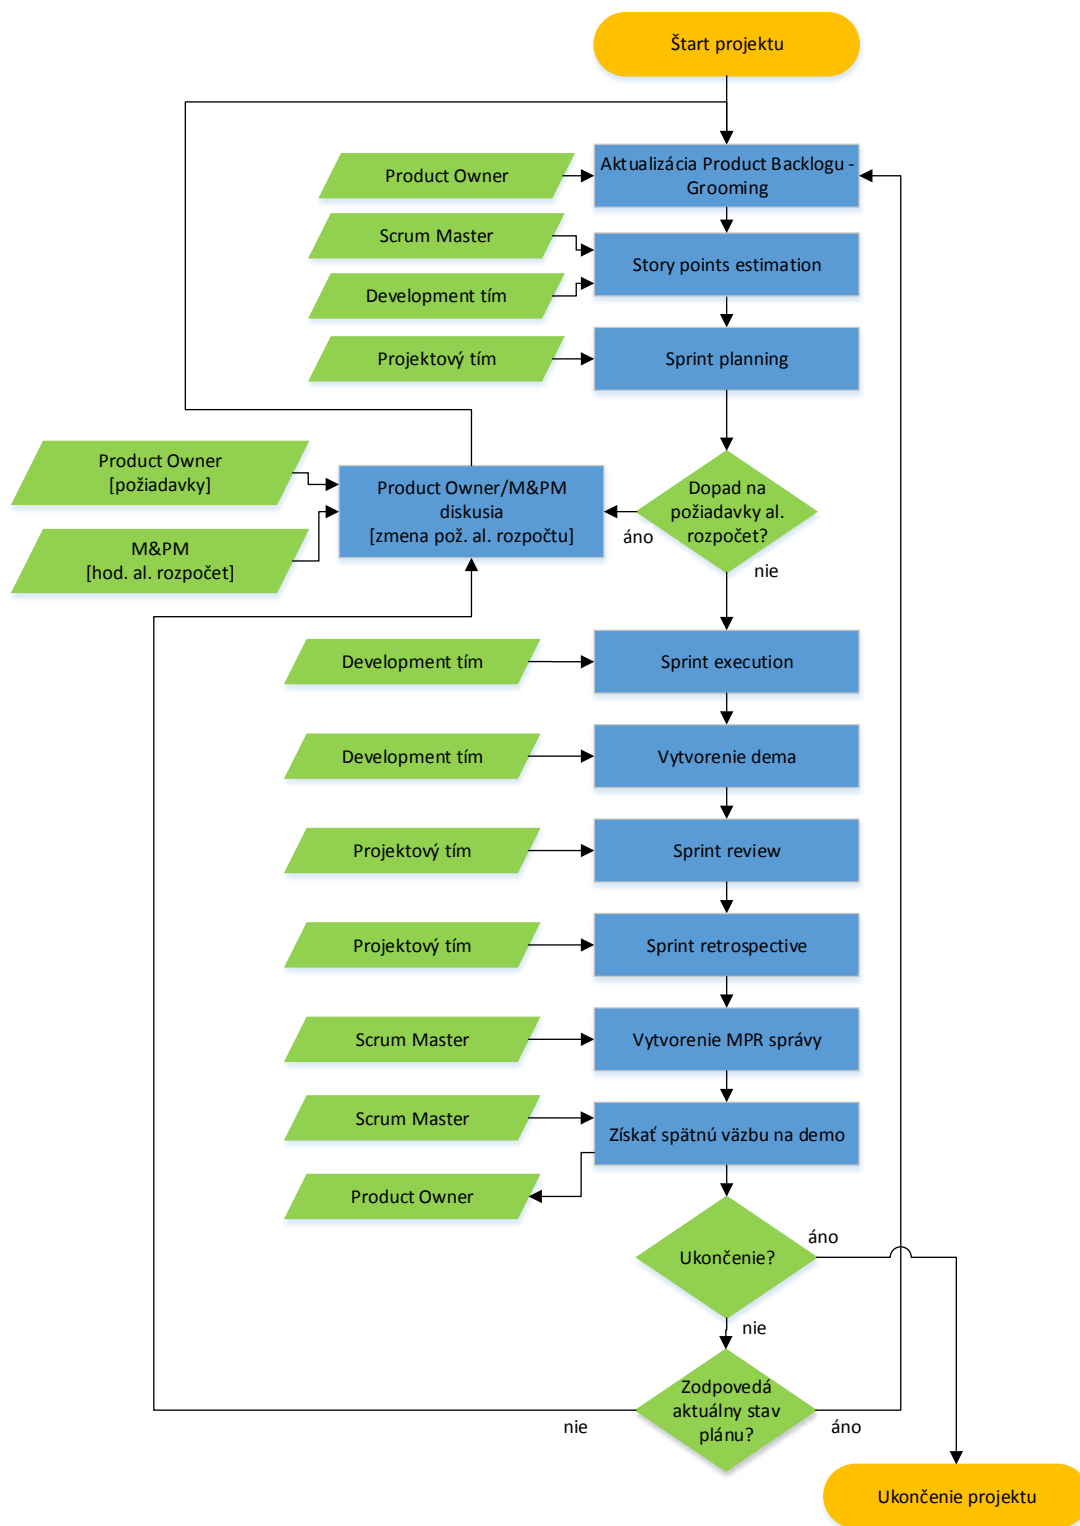 Štart projektu
Product Owner
Aktualizácia Product Backlogu -
Grooming
Scrum Master
Story points estimation
Development tím
Projektový tím
Sprint planning
Product Owner
[požiadavky]
Product Owner/M&PM
diskusia
[zmena pož. al. rozpočtu]
Dopad na
požiadavky al.
rozpočet?
áno
nie
M&PM
[hod. al. rozpočet]
Development tím
Sprint execution
Development tím
Vytvorenie dema
Projektový tím
Sprint review
Projektový tím
Sprint retrospective
Scrum Master
Vytvorenie MPR správy
Scrum Master
Získať spätnú väzbu na demo
Product Owner
Ukončenie?
áno
nie
Zodpovedá
aktuálny stav
plánu?
nie
áno
Ukončenie projektu